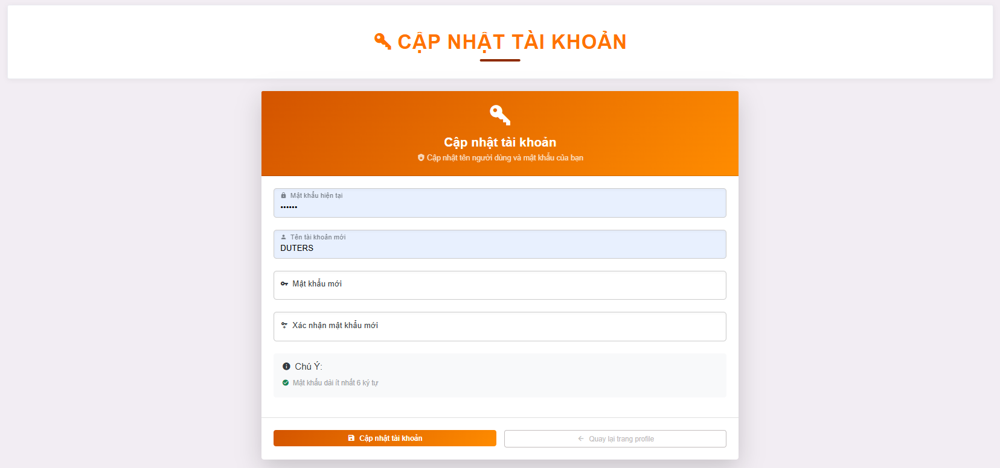 CẬP NHẬT TÀI KHOẢN
Cập nhật tài khoản
Cập nhật tên người dùng và mật khẩu của bạn
Mật khẩu hiện tại
••••••
Tên tài khoản mới
DUTERS
Mật khẩu mới
Xác nhận mật khẩu mới
Chú Ý:
Mật khẩu dài ít nhất 6 ký tự
Cập nhật tài khoản
Quay lại trang profile